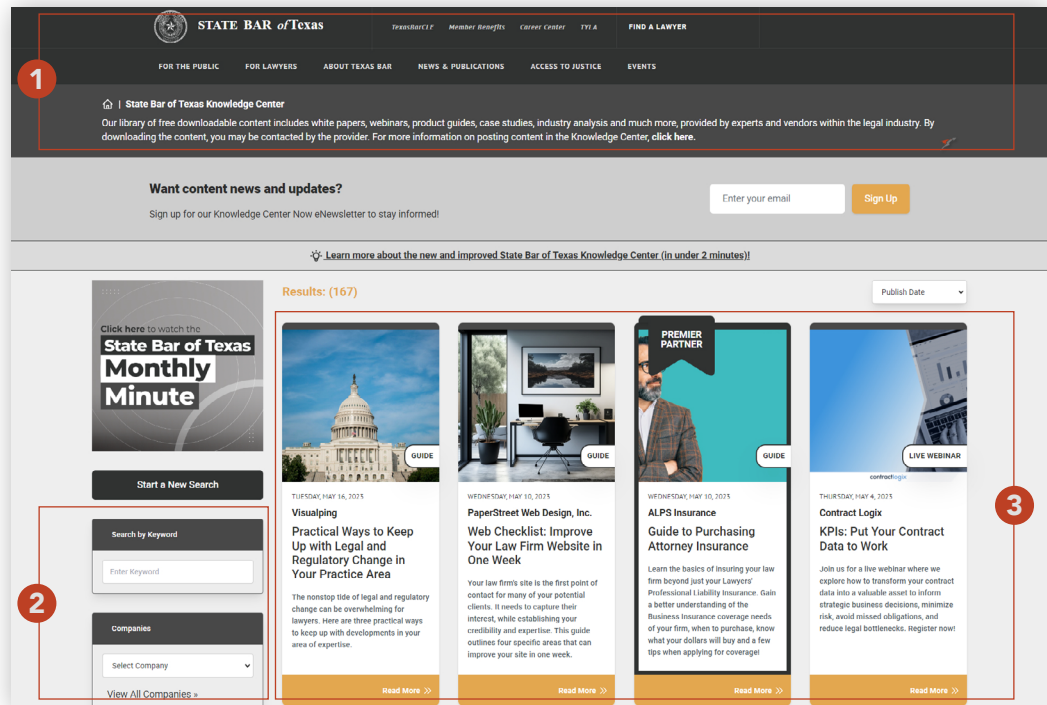 STATE BAR of Texas
TexasBarCLE Member Benefits Career Center TYLA FIND A LAWYER
FOR THE PUBLIC FOR LAWYERS ABOUT TEXAS BAR NEWS & PUBLICATIONS ACCESS TO JUSTICE EVENTS
1
| State Bar of Texas Knowledge Center
Our library of free downloadable content includes white papers, webinars, product guides, case studies, industry analysis and much more, provided by experts and vendors within the legal industry. By
downloading the content, you may be contacted by the provider. For more information on posting content in the Knowledge Center, click here.
Want content news and updates?
Sign up for our Knowledge Center Now eNewsletter to stay informed!
Enter your email
Sign Up
Learn more about the new and improved State Bar of Texas Knowledge Center (in under 2 minutes)!
Click here to watch the
State Bar of Texas
Monthly
Minute
Start a New Search
2
Search by Keyword
Enter Keyword
Companies
Select Company
View All Companies »
Results: (167)
Publish Date
3
GUIDE
TUESDAY, MAY 16, 2023
Visualping
Practical Ways to Keep
Up with Legal and
Regulatory Change in
Your Practice Area
The nonstop tide of legal and regulatory
change can be overwhelming for
lawyers. Here are three practical ways
to keep up with developments in your
area of expertise.
Read More
GUIDE
WEDNESDAY, MAY 10, 2023
PaperStreet Web Design, Inc.
Web Checklist: Improve
Your Law Firm Website in
One Week
Your law firm's site is the first point of
contact for many of your potential
clients. It needs to capture their
interest, while establishing your
credibility and expertise. This guide
outlines four specific areas that can
improve your site in one week.
Read More
PREMIER
PARTNER
GUIDE
WEDNESDAY, MAY 10, 2023
ALPS Insurance
Guide to Purchasing
Attorney Insurance
Learn the basics of insuring your law
firm beyond just your Lawyers'
Professional Liability Insurance. Gain
a better understanding of the
Business Insurance coverage needs
of your firm, when to purchase, know
what your dollars will buy and a few
tips when applying for coverage!
Read More
LIVE WEBINAR
contractlogix
THURSDAY, MAY 4, 2023
Contract Logix
KPIs: Put Your Contract
Data to Work
Join us for a live webinar where we
explore how to transform your contract
data into a valuable asset to inform
strategic business decisions, minimize
risk, avoid missed obligations, and
reduce legal bottlenecks. Register now!
Read More